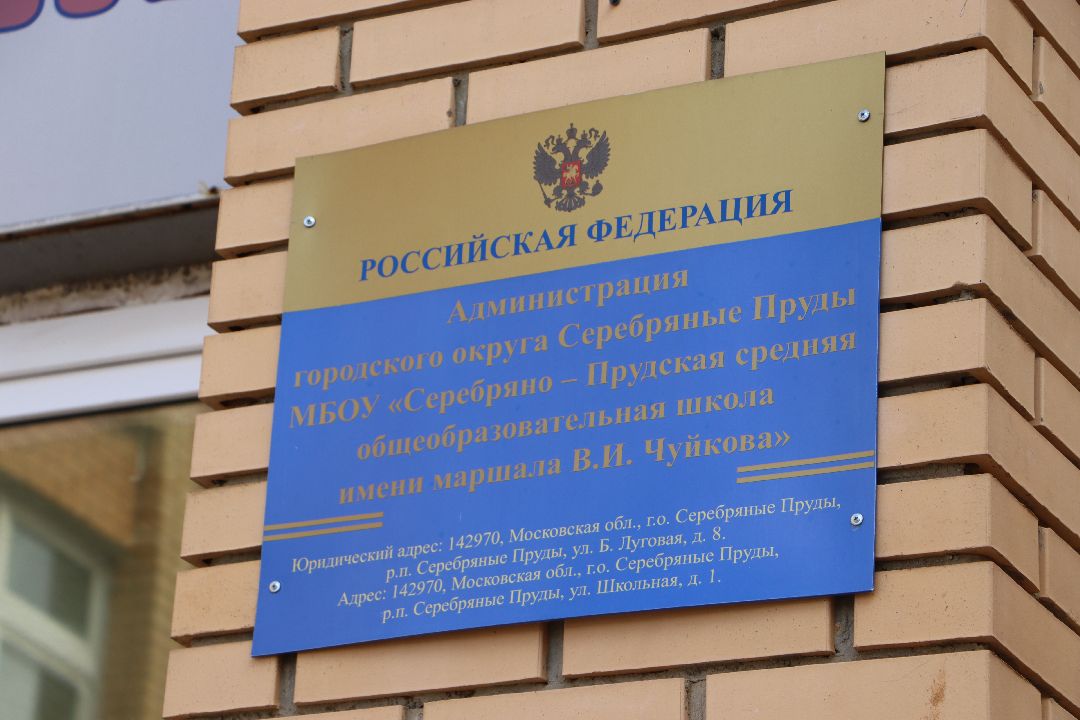 РОССИЙСКАЯ ФЕДЕРАЦИЯ
Администрация
городского округа Серебряные Пруды
МБОУ «Серебряно – Прудская средняя
общеобразовательная школа
имени маршала В.И. Чуйкова»
Юридический адрес: 142970, Московская обл., г.о. Серебряные Пруды,
р.п. Серебряные Пруды, ул. Б. Луговая, д. 8.
Адрес: 142970, Московская обл., г.о. Серебряные Пруды,
р.п. Серебряные Пруды, ул. Школьная, д. 1.